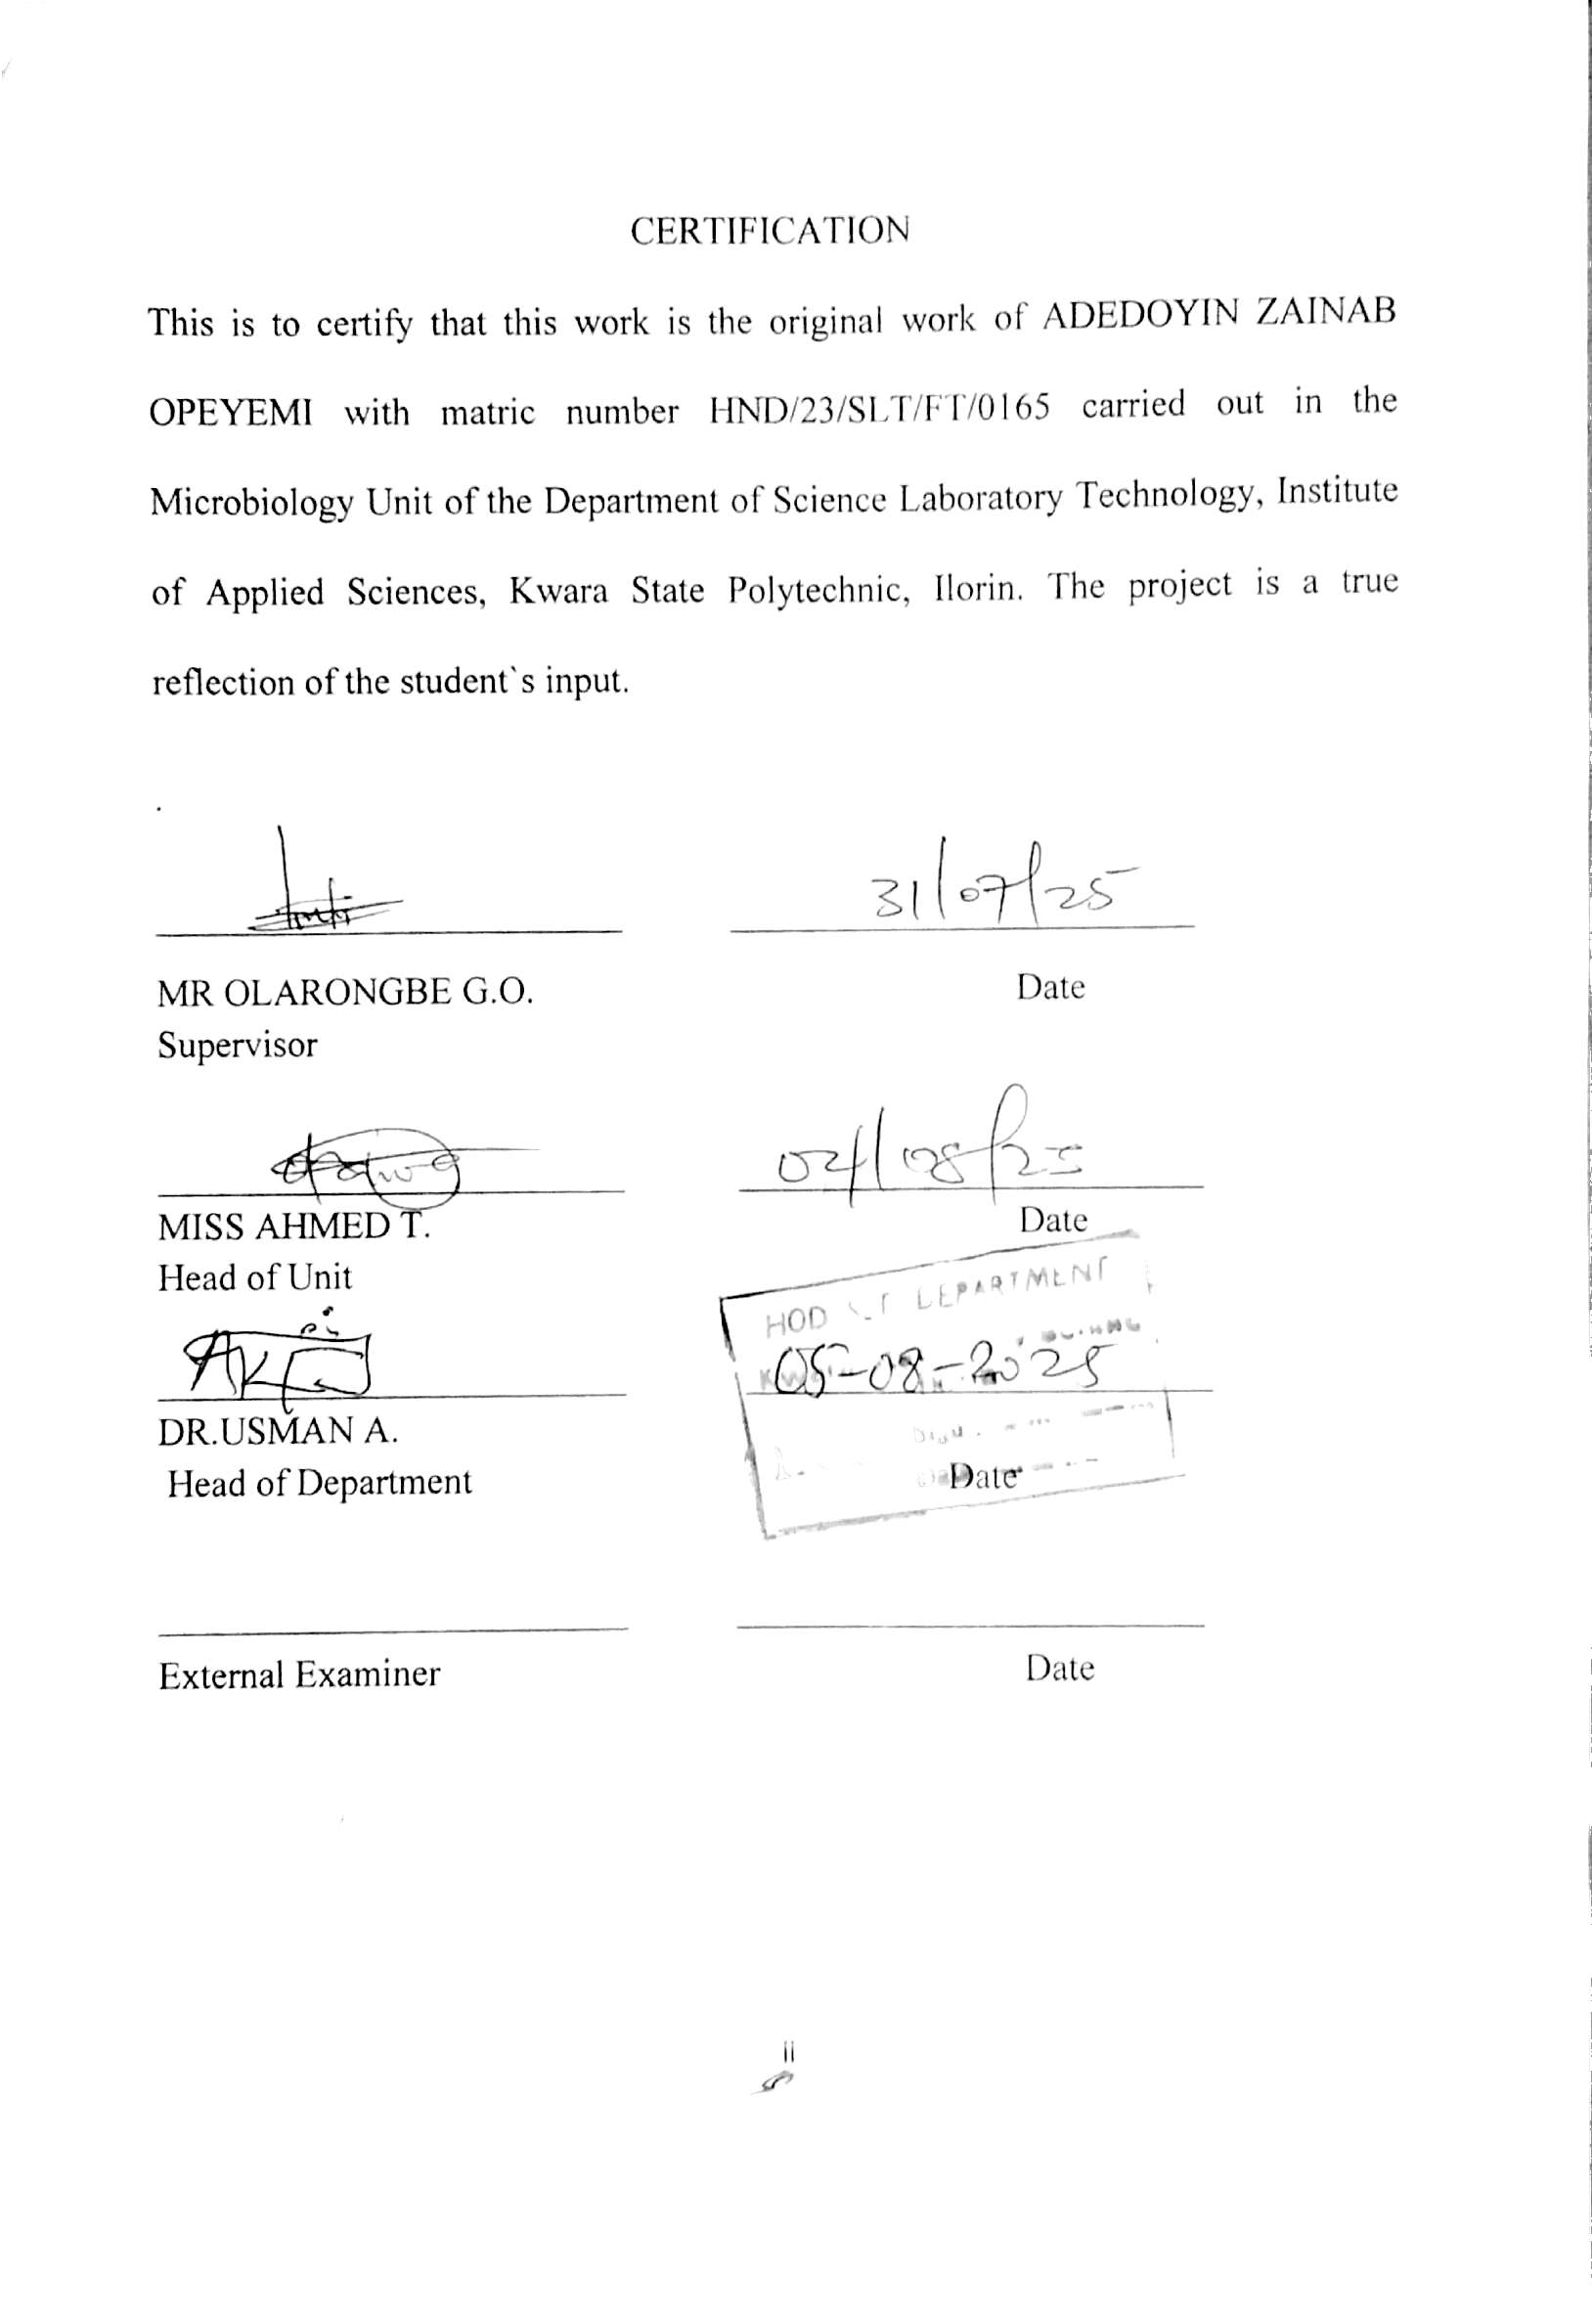 CERTIFICATION
This is to certify that this work is the original work of ADEDOYIN ZAINAB
OPEYEMI with matric number HND/23/SLT/FT/0165 carried out in the
Microbiology Unit of the Department of Science Laboratory Technology, Institute
of Applied Sciences, Kwara State Polytechnic, Ilorin. The project is a true
reflection of the student`s input.
31/07/25
MR OLARONGBE G.O. Date
Supervisor
02/08/25
MISS AHMED T. Date
Head of Unit
HOD DEPARTMENT
05-08-2025
DR.USMAN A.
Head of Department Date
External Examiner Date
ii